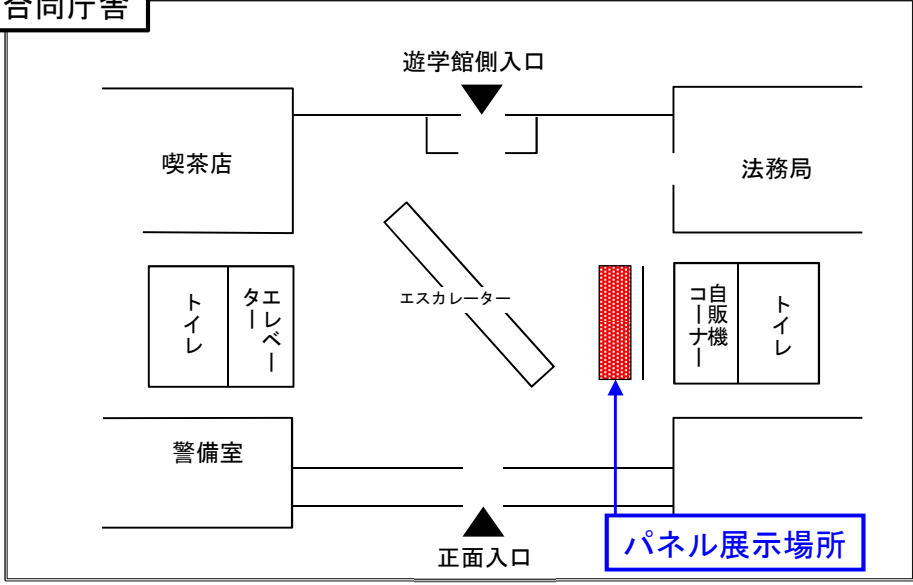 合同庁舎
遊学館側入口
喫茶店
法務局
トイレ
エレベー
ター
エスカレーター
自販機
コーナー
トイレ
警備室
正面入口
パネル展示場所